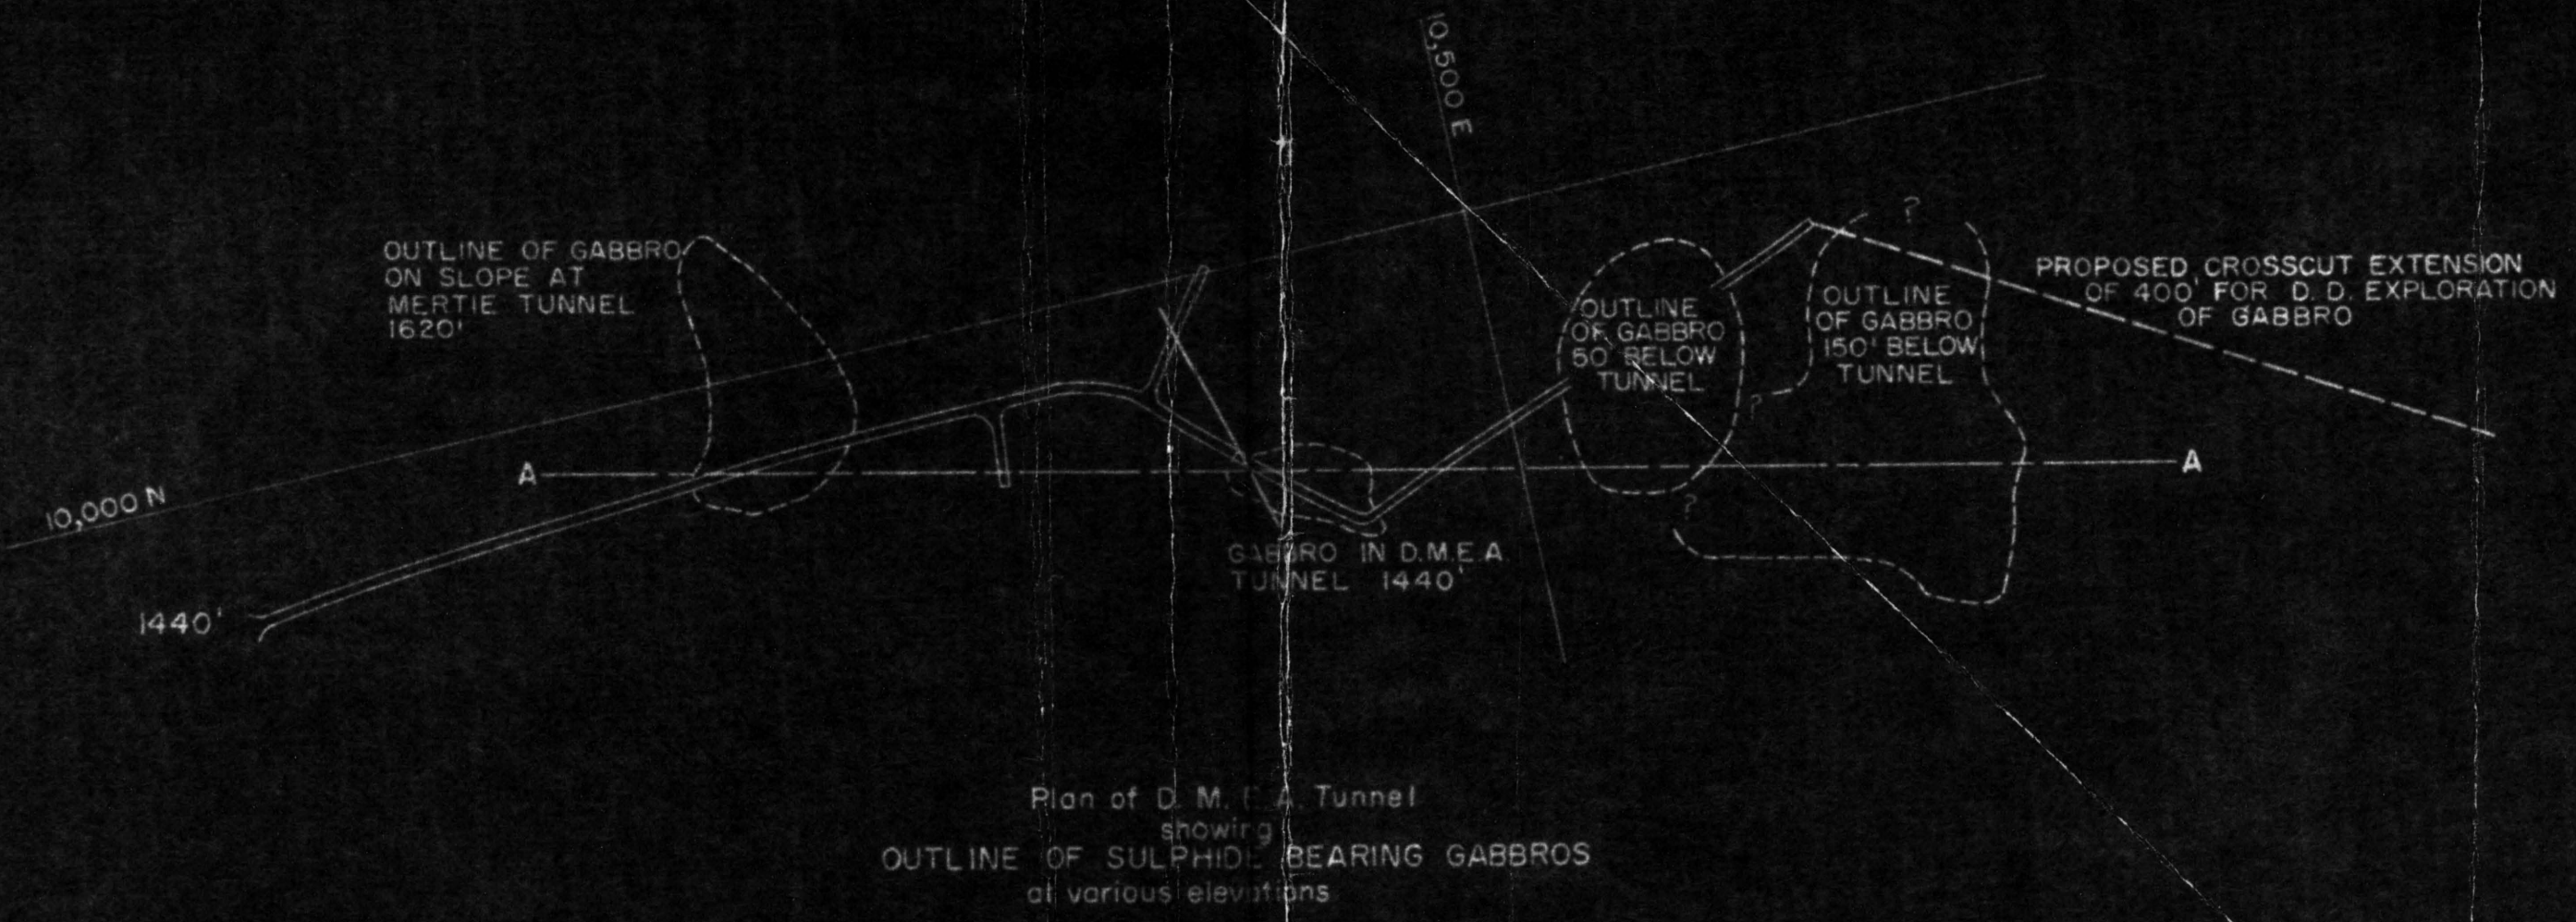 10,500 E
OUTLINE OF GABBRO
ON SLOPE AT
MERTIE TUNNEL
1620'
?
PROPOSED CROSSCUT EXTENSION
OF 400' FOR D. D. EXPLORATION
OF GABBRO
OUTLINE
OF GABBRO
50' BELOW
TUNNEL
OUTLINE
OF GABBRO
150' BELOW
TUNNEL
?
A
A
10,000 N
?
GABBRO IN D.M.E.A.
TUNNEL 1440'
1440'
Plan of D. M. E. A. Tunnel
showing
OUTLINE OF SULPHIDE BEARING GABBROS
at various elevations